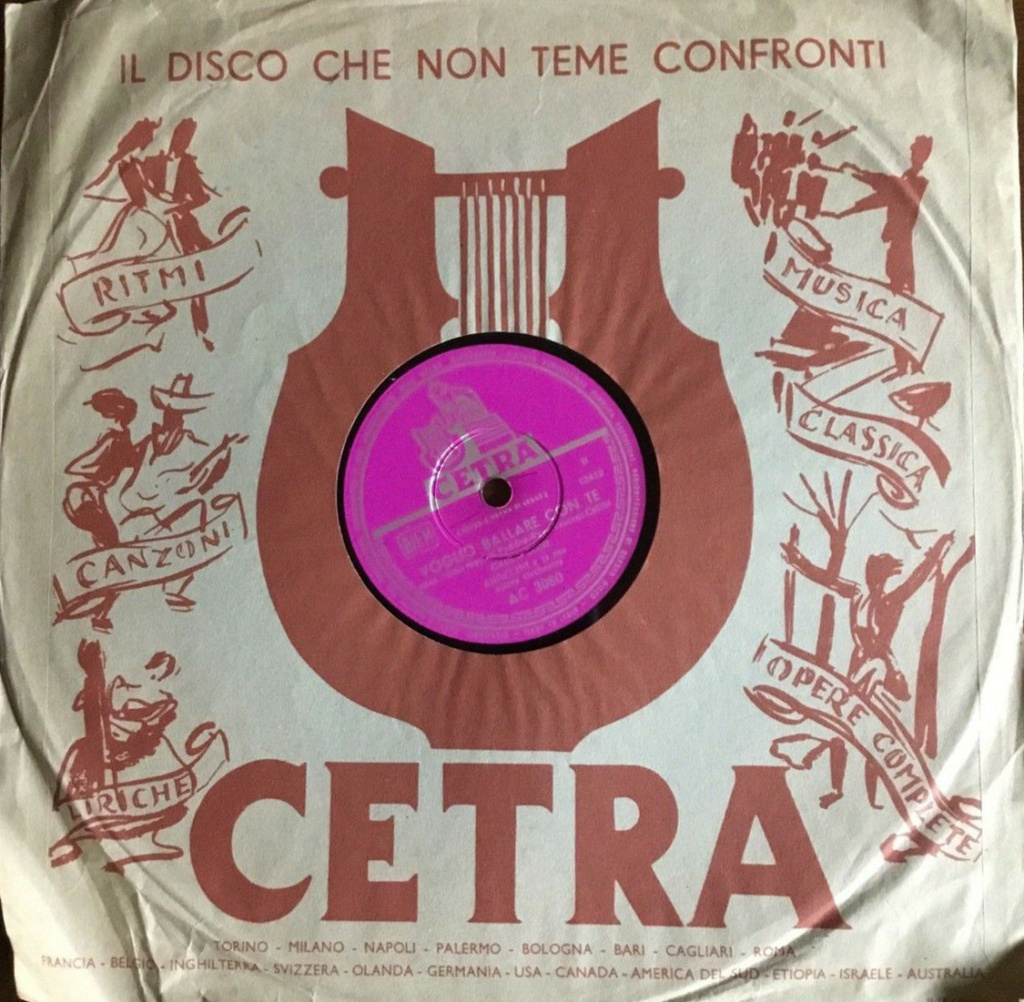 IL DISCO CHE NON TEME CONFRONTI
RITMI
MUSICA
CLASSICA
CANZONI
LIRICHE
OPERE COMPLETE
CETRA
VOGLIO BALLARE CON TE
AC 3060
CETRA
TORINO - MILANO - NAPOLI - PALERMO - BOLOGNA - BARI - CAGLIARI - ROMA
FRANCIA - BELGIO - INGHILTERRA - SVIZZERA - OLANDA - GERMANIA - USA - CANADA - AMERICA DEL SUD - ETIOPIA - ISRAELE - AUSTRALIA